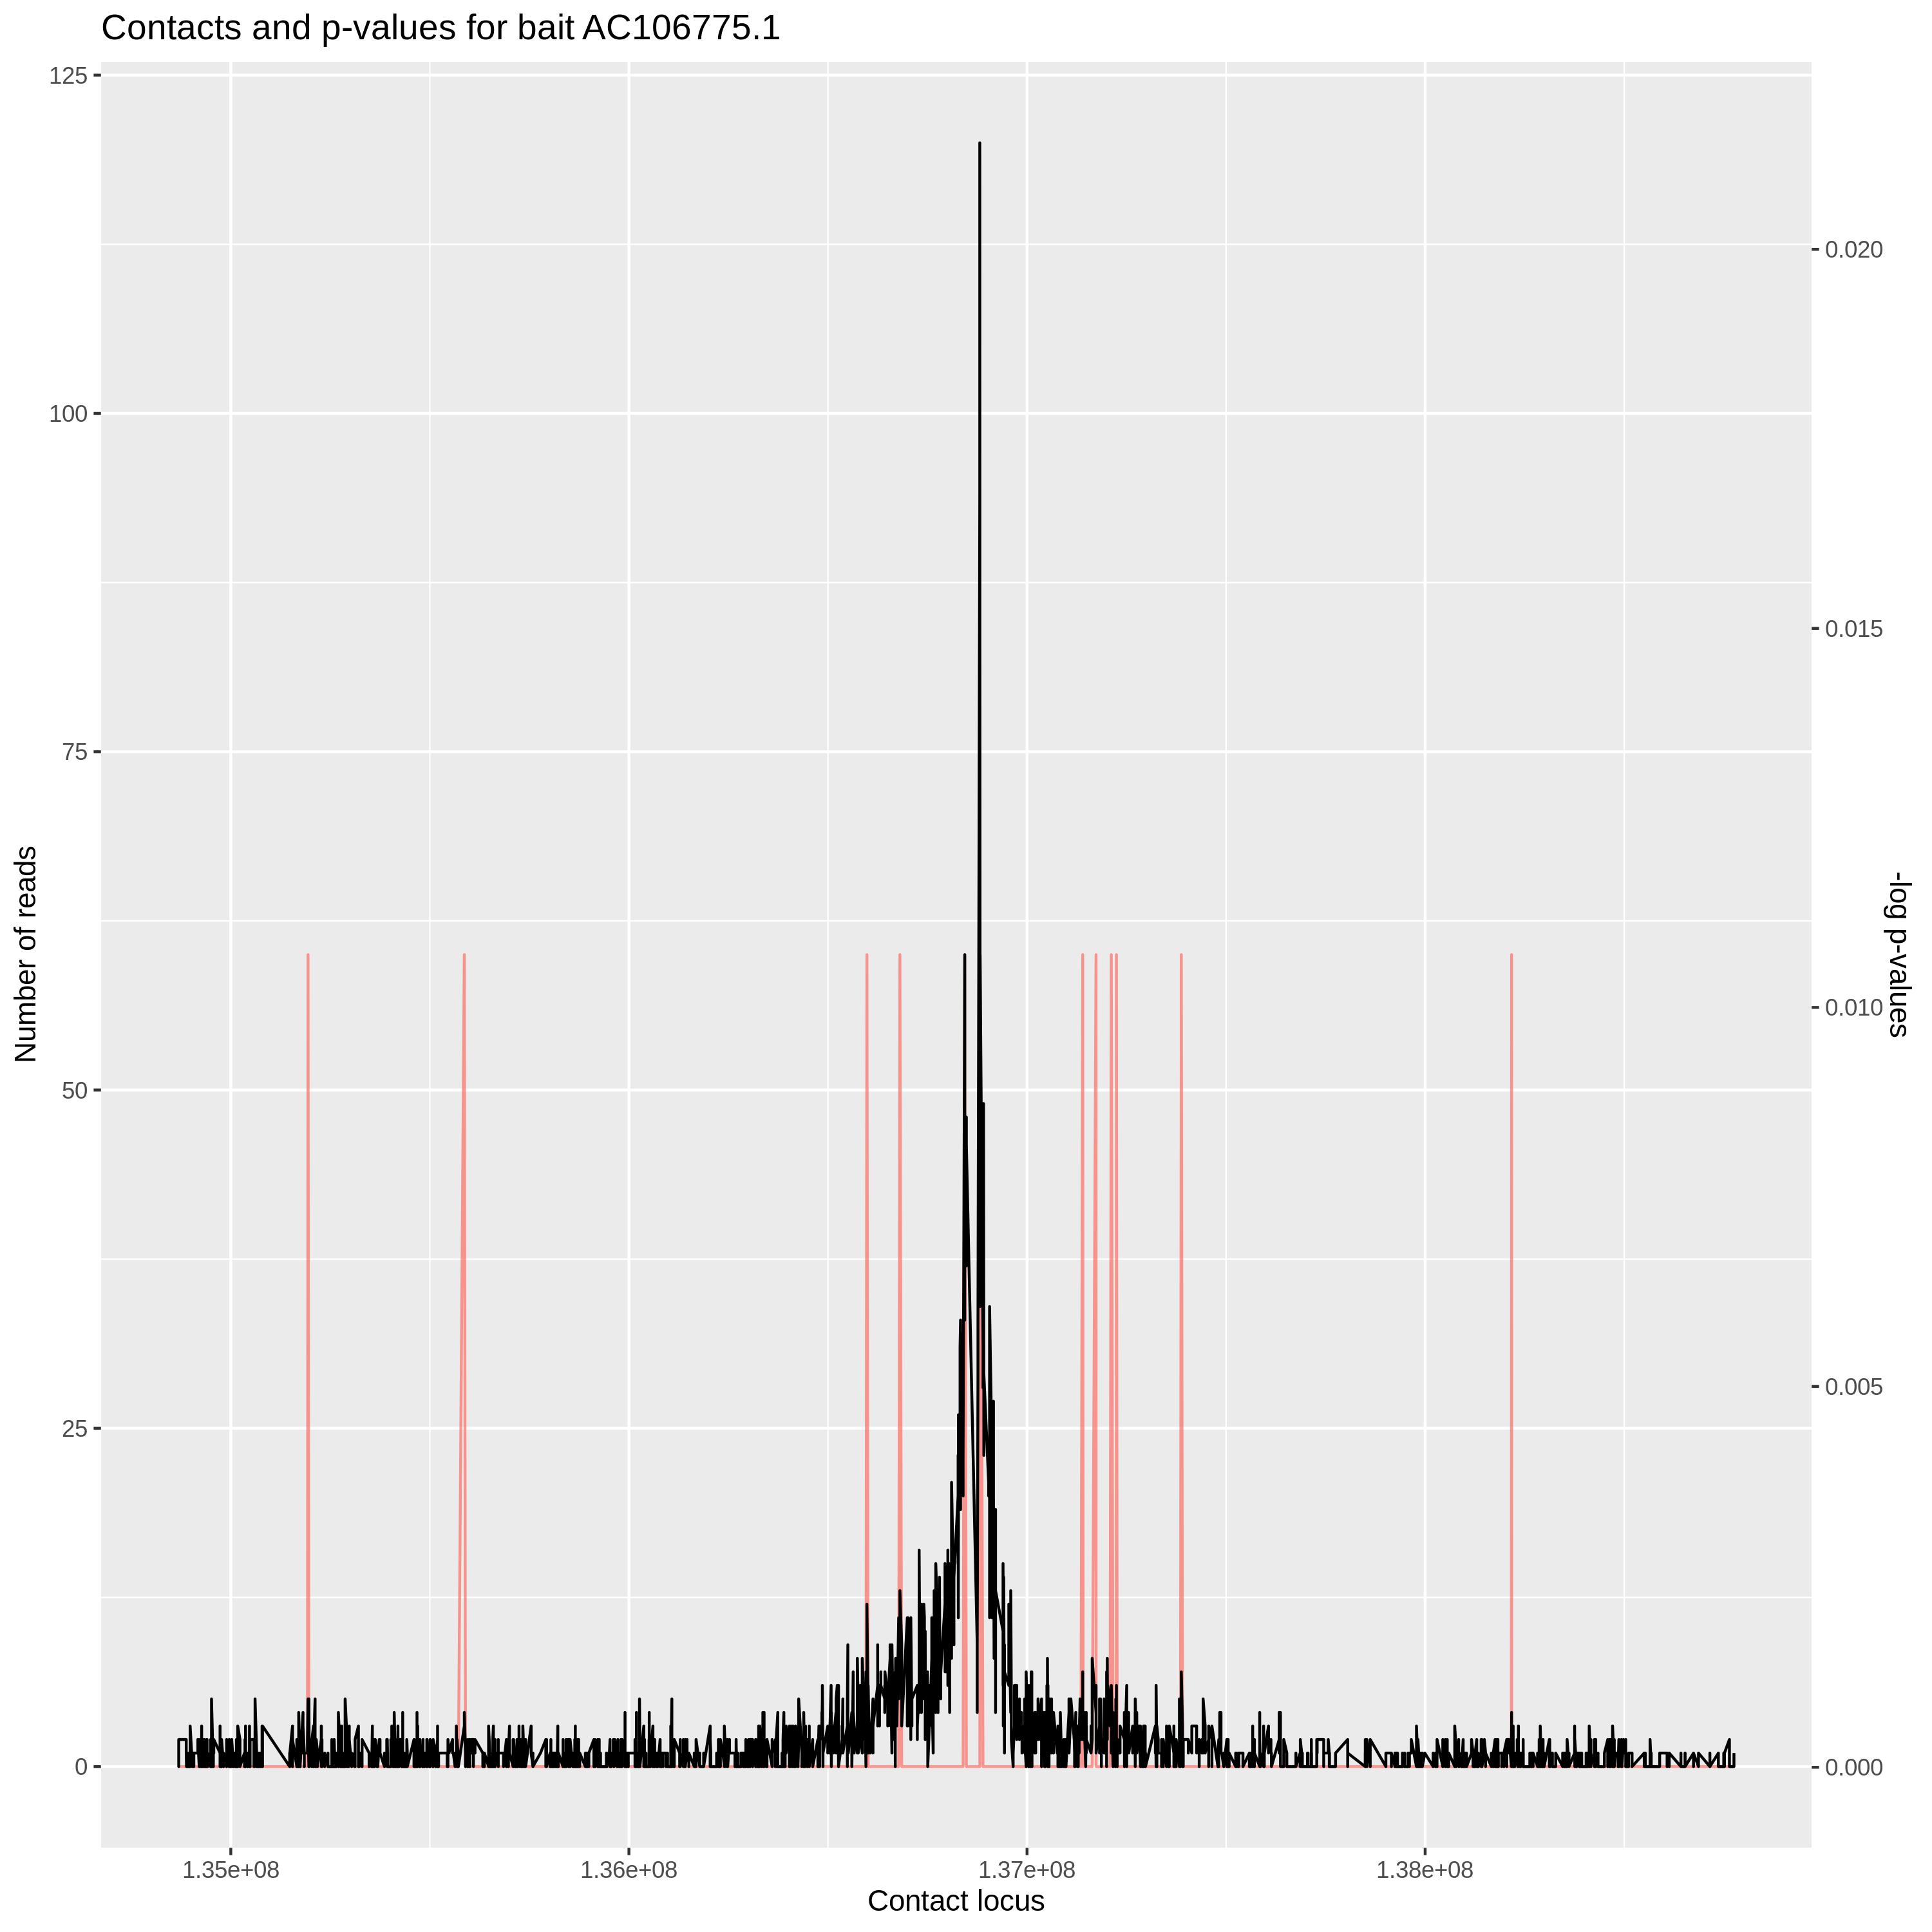 Contacts and p-values for bait AC106775.1
125
100
75
50
25
0
Number of reads
0.020
0.015
0.010
0.005
0.000
-log p-values
1.35e+08
1.36e+08
1.37e+08
1.38e+08
Contact locus